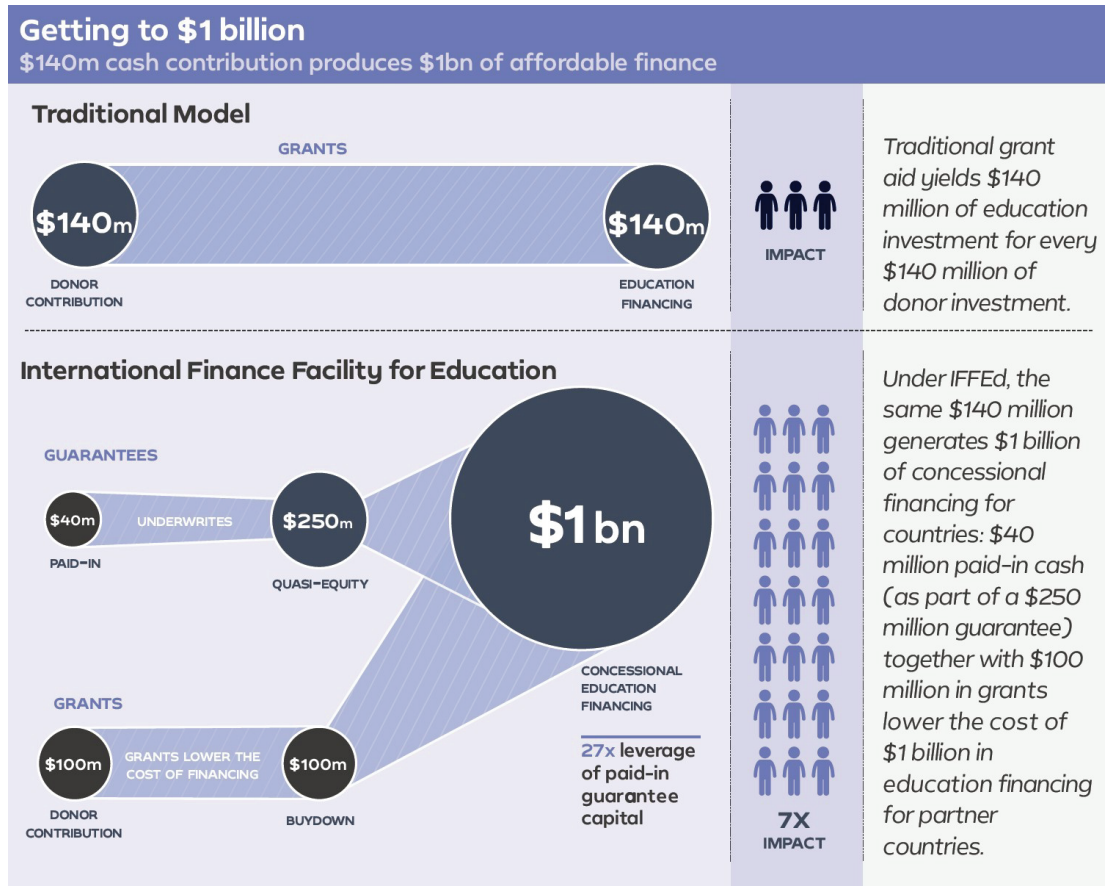 Getting to $1 billion
$140m cash contribution produces $1bn of affordable finance
Traditional Model
GRANTS
$140m
$140m
DONOR
CONTRIBUTION
EDUCATION
FINANCING
IMPACT
Traditional grant
aid yields $140
million of education
investment for every
$140 million of
donor investment.
International Finance Facility for Education
GUARANTEES
$40m
UNDERWRITES
$250m
$1bn
PAID-IN
QUASI-EQUITY
CONCESSIONAL
EDUCATION
FINANCING
GRANTS
$100m
GRANTS LOWER THE
COST OF FINANCING
$100m
DONOR
CONTRIBUTION
BUYDOWN
27x leverage
of paid-in
guarantee
capital
7X
IMPACT
Under IFFEd, the
same $140 million
generates $1 billion
of concessional
financing for
countries: $40
million paid-in cash
(as part of a $250
million guarantee)
together with $100
million in grants
lower the cost of
$1 billion in
education financing
for partner
countries.